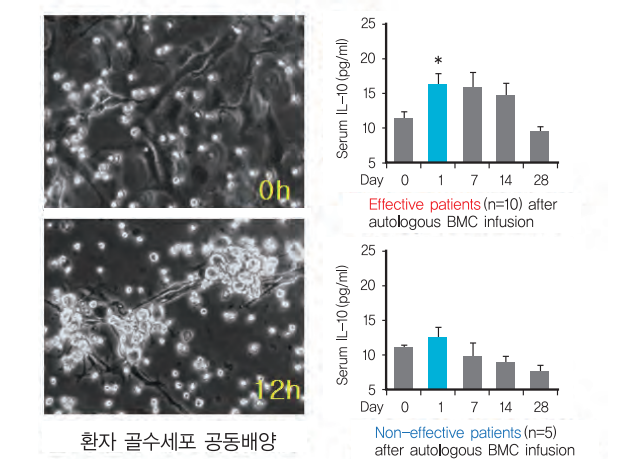 0h
12h
환자 골수세포 공동배양
25
20
15
10
5
Serum IL-10 (pg/ml)
*
Day 0 1 7 14 28
Effective patients (n=10) after
autologous BMC infusion
25
20
15
10
5
Serum IL-10 (pg/ml)
Day 0 1 7 14 28
Non-effective patients (n=5)
after autologous BMC infusion